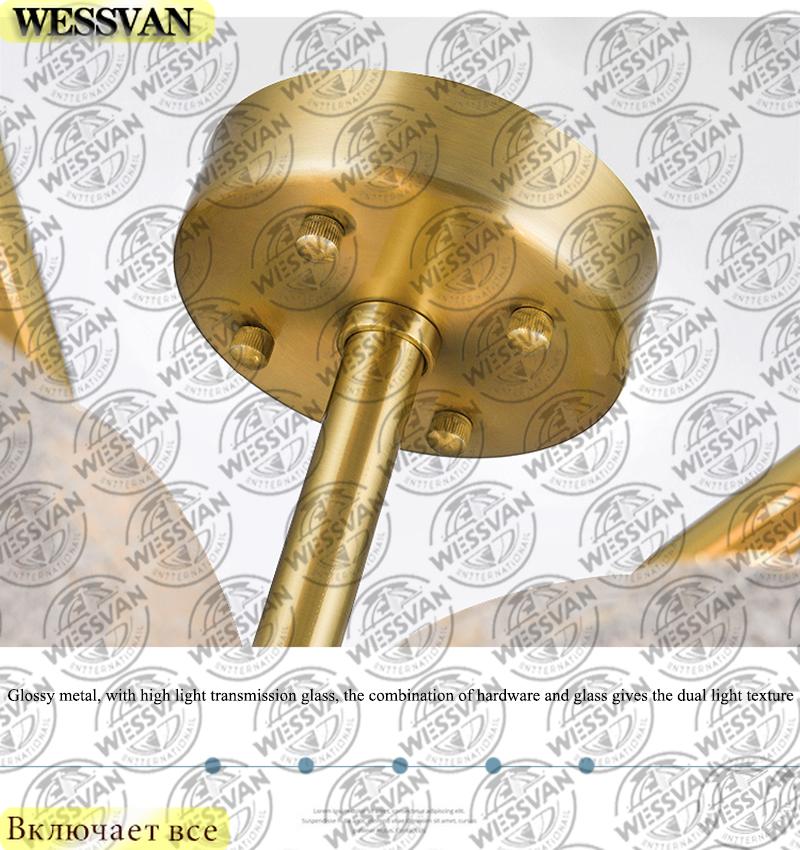 WESSVAN
Glossy metal, with high light transmission glass, the combination of hardware and glass gives the dual light texture
Включает все